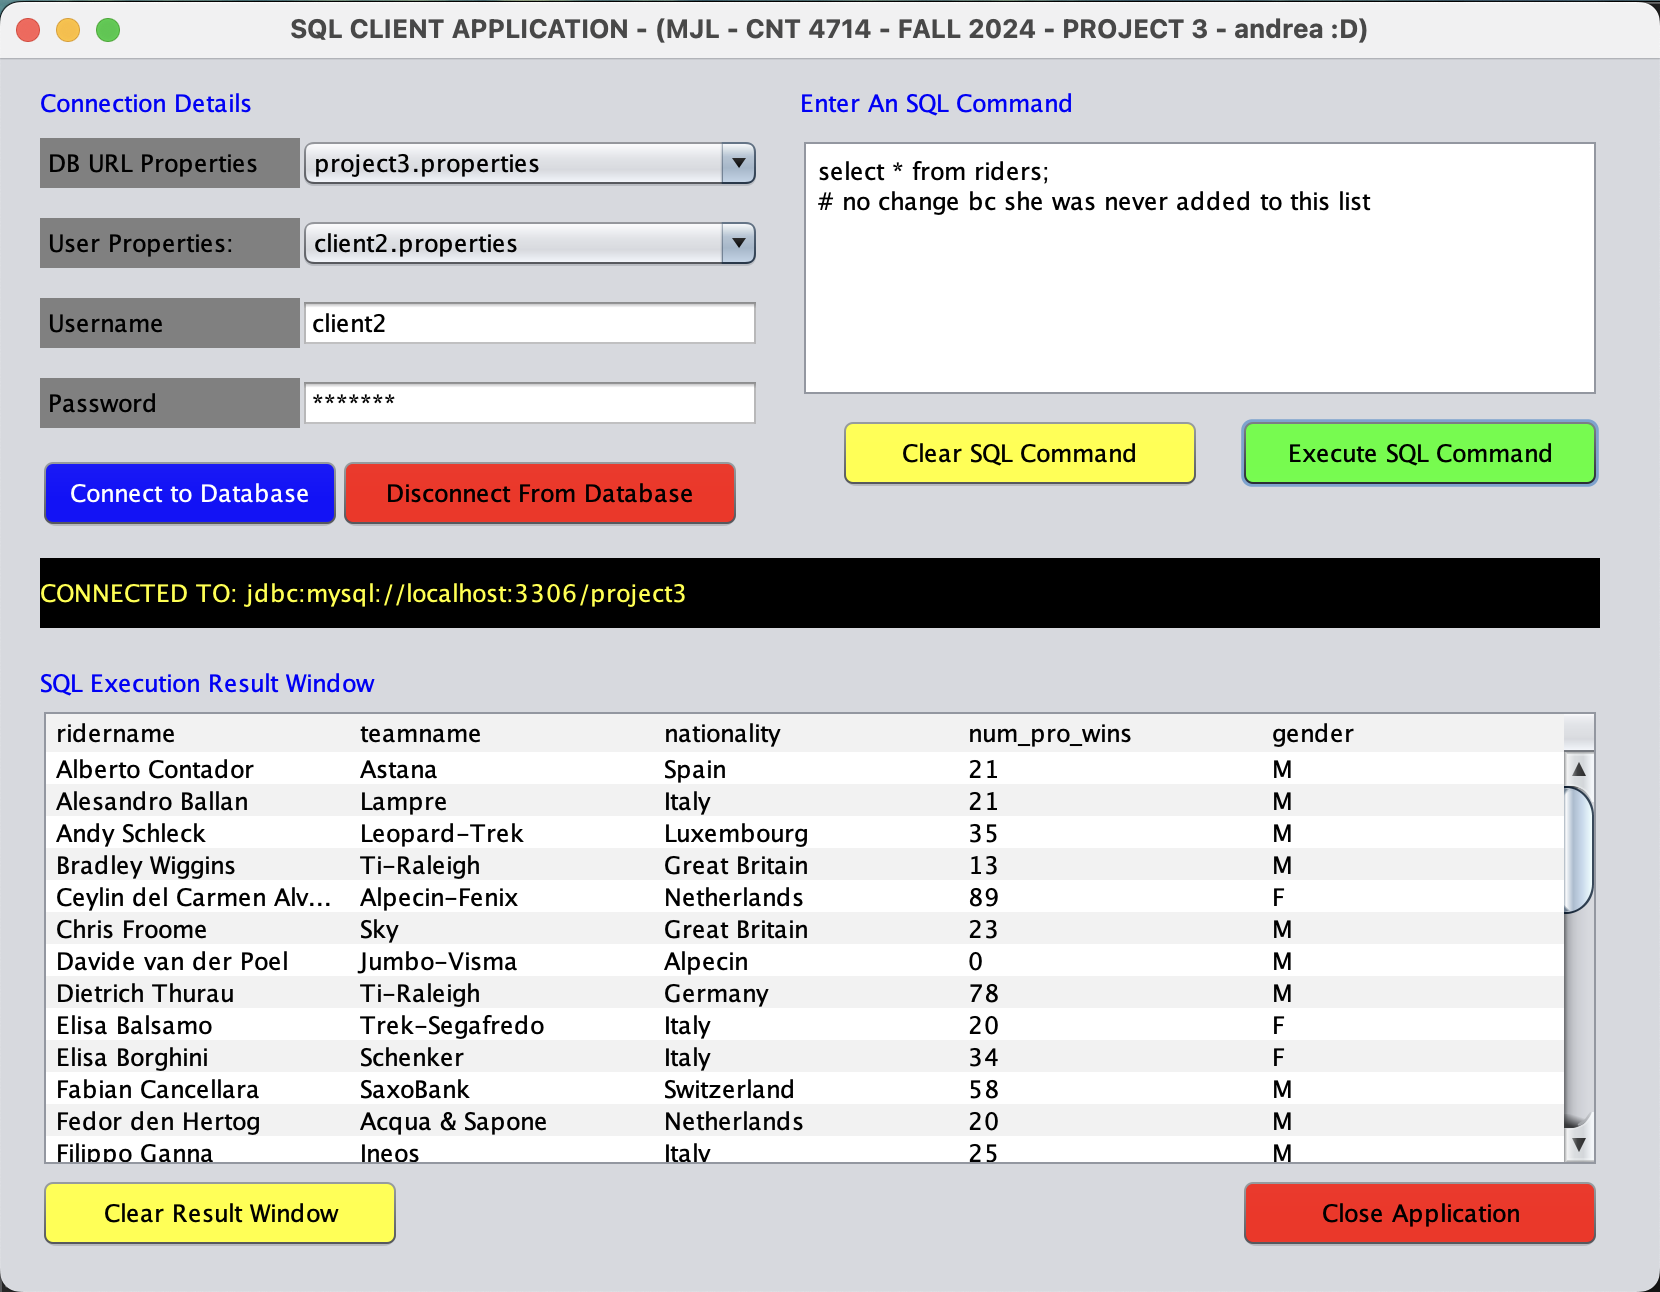 SQL CLIENT APPLICATION - (MJL - CNT 4714 - FALL 2024 - PROJECT 3 - andrea :D)
Connection Details
DB URL Properties project3.properties
User Properties: client2.properties
Username client2
Password *******
Connect to Database Disconnect From Database
Enter An SQL Command
select * from riders;
# no change bc she was never added to this list
Clear SQL Command Execute SQL Command
CONNECTED TO: jdbc:mysql://localhost:3306/project3
SQL Execution Result Window
ridername teamname nationality num_pro_wins gender
Alberto Contador Astana Spain 21 M
Alesandro Ballan Lampre Italy 21 M
Andy Schleck Leopard-Trek Luxembourg 35 M
Bradley Wiggins Ti-Raleigh Great Britain 13 M
Ceylin del Carmen Alv... Alpecin-Fenix Netherlands 89 F
Chris Froome Sky Great Britain 23 M
Davide van der Poel Jumbo-Visma Alpecin 0 M
Dietrich Thurau Ti-Raleigh Germany 78 M
Elisa Balsamo Trek-Segafredo Italy 20 F
Elisa Borghini Schenker Italy 34 F
Fabian Cancellara SaxoBank Switzerland 58 M
Fedor den Hertog Acqua & Sapone Netherlands 20 M
Filippo Ganna Ineos Italy 25 M
Clear Result Window Close Application